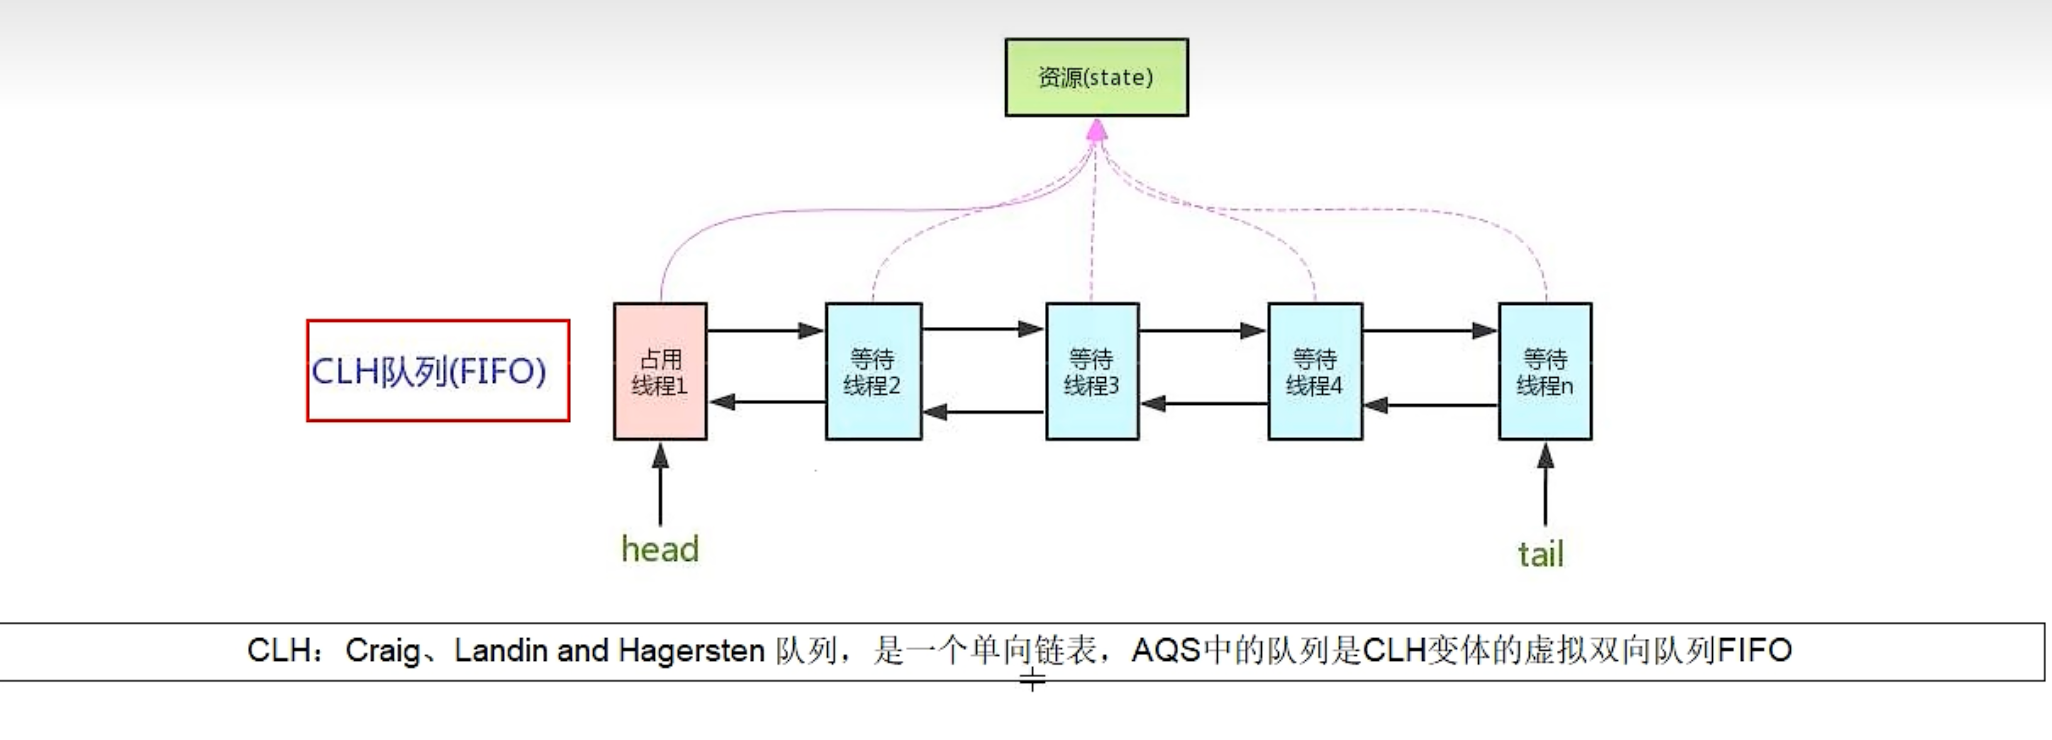 资源(state)
CLH队列(FIFO)
占用
线程1
等待
线程2
等待
线程3
等待
线程4
等待
线程n
head
tail
CLH：Craig、Landin and Hagersten 队列，是一个单向链表，AQS中的队列是CLH变体的虚拟双向队列FIFO